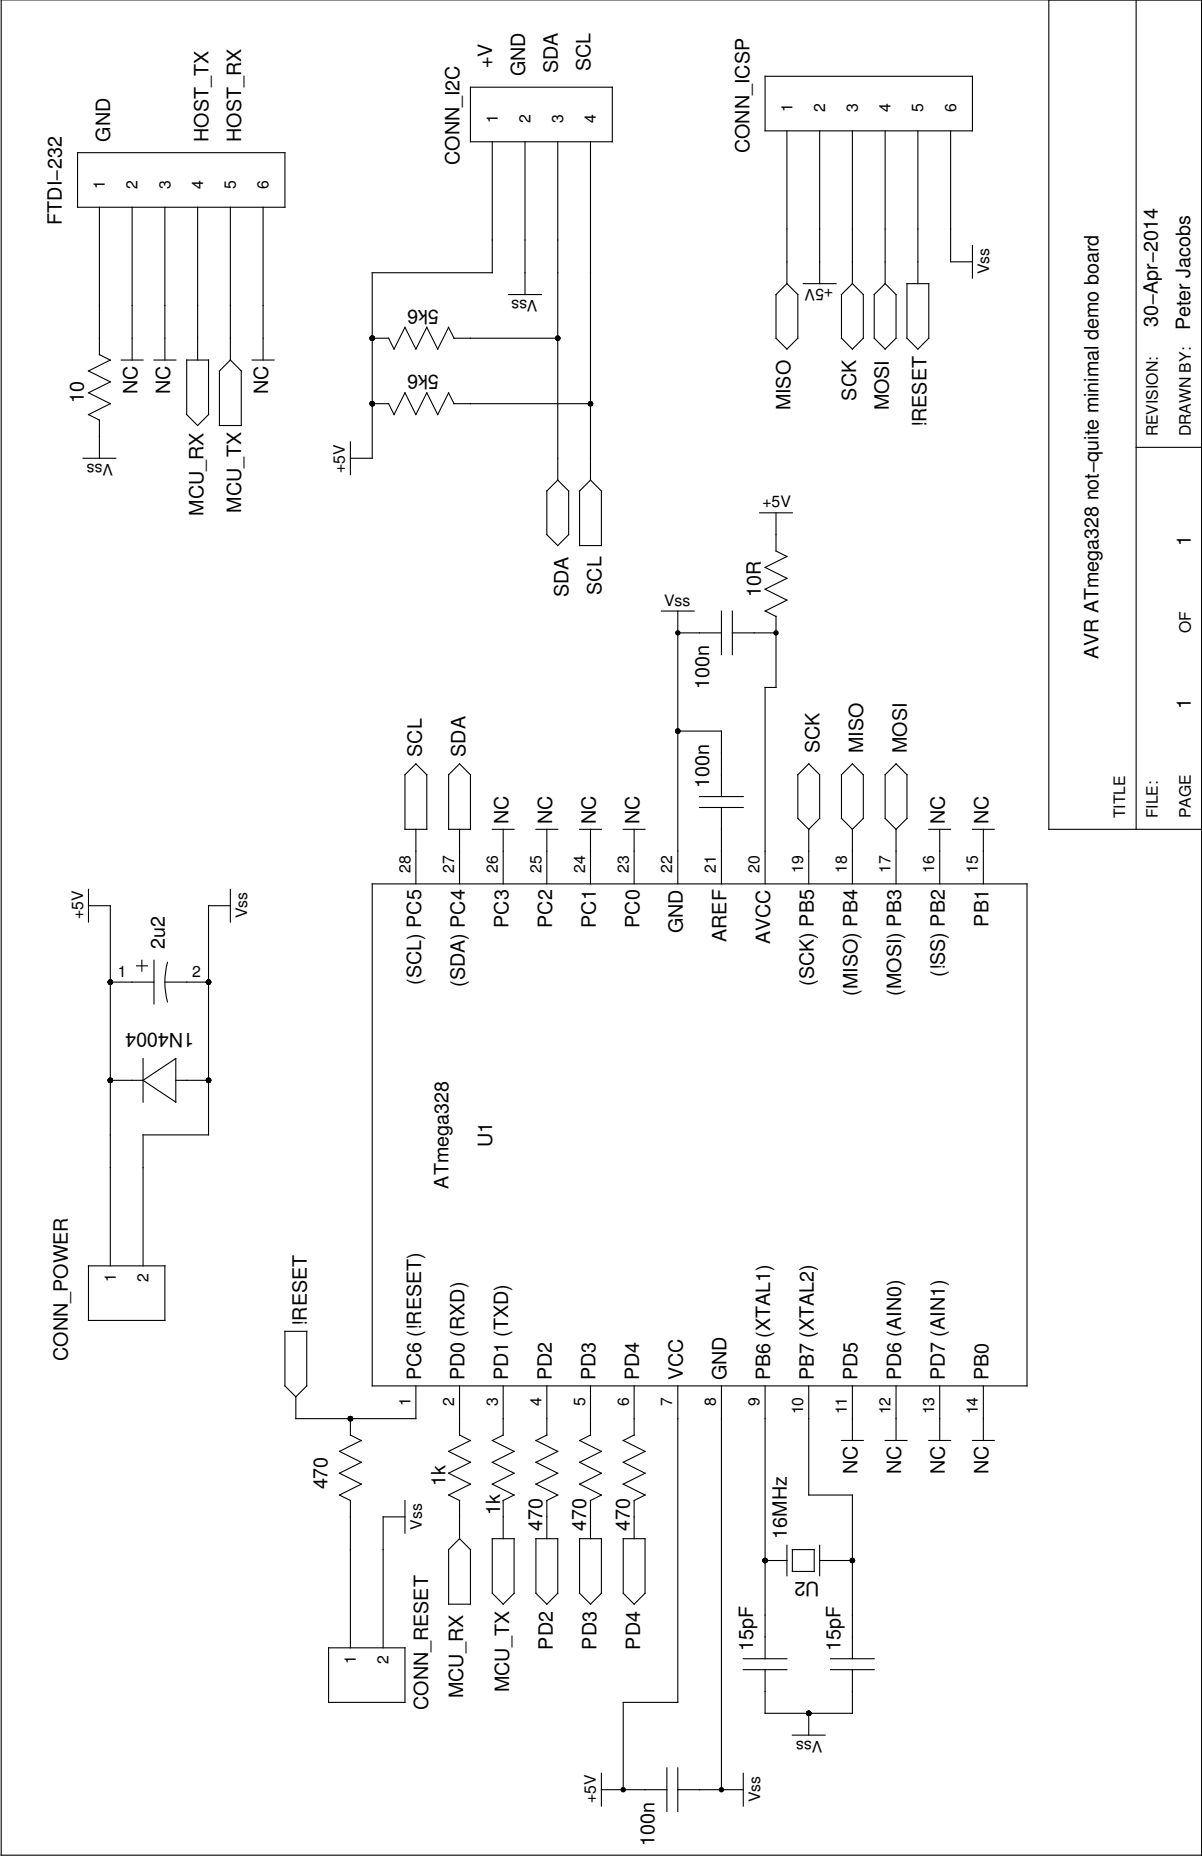 CONN_POWER
1
2
1N4004
1
+
2u2
2
+5V
Vss
FTDI-232
1
2
3
4
5
6
GND
HOST_TX
HOST_RX
10
Vss
NC
NC
MCU_RX
MCU_TX
NC
CONN_I2C
1
2
3
4
+V
GND
SDA
SCL
+5V
5k6
5k6
Vss
SDA
SCL
CONN_ICSP
1
2
3
4
5
6
MISO
+5V
SCK
MOSI
!RESET
Vss
CONN_RESET
1
2
470
Vss
!RESET
MCU_RX
1k
MCU_TX
1k
PD2
470
PD3
470
PD4
470
+5V
100n
Vss
Vss
15pF
15pF
U2
16MHz
NC
NC
NC
NC
ATmega328
U1
1
PC6 (!RESET)
2
PD0 (RXD)
3
PD1 (TXD)
4
PD2
5
PD3
6
PD4
7
VCC
8
GND
9
PB6 (XTAL1)
10
PB7 (XTAL2)
11
PD5
12
PD6 (AIN0)
13
PD7 (AIN1)
14
PB0
(SCL) PC5
28
SCL
(SDA) PC4
27
SDA
PC3
26
NC
PC2
25
NC
PC1
24
NC
PC0
23
NC
GND
22
AREF
21
AVCC
20
(SCK) PB5
19
SCK
(MISO) PB4
18
MISO
(MOSI) PB3
17
MOSI
(!SS) PB2
16
NC
PB1
15
NC
100n
100n
Vss
10R
+5V
TITLE
AVR ATmega328 not-quite minimal demo board
FILE:
REVISION: 30-Apr-2014
PAGE 1 OF 1
DRAWN BY: Peter Jacobs